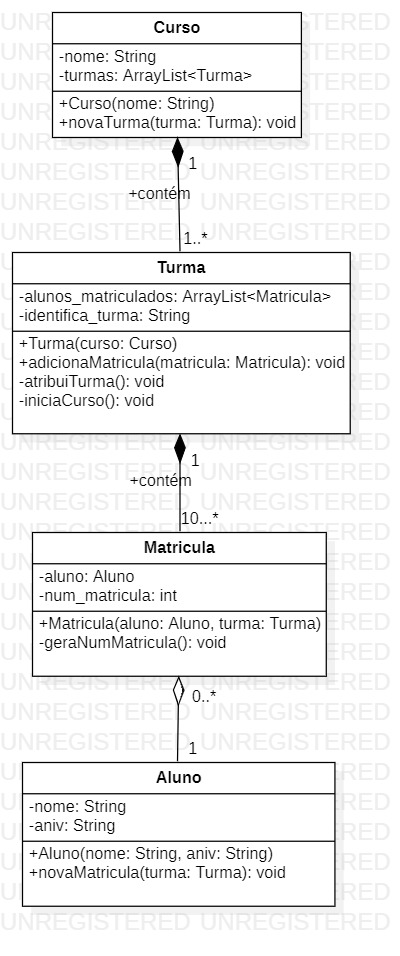 Curso
-nome: String
-turmas: ArrayList<Turma>
+Curso(nome: String)
+novaTurma(turma: Turma): void
1
+contém
1..*
Turma
-alunos_matriculados: ArrayList<Matricula>
-identifica_turma: String
+Turma(curso: Curso)
+adicionaMatricula(matricula: Matricula): void
-atribuiTurma(): void
-iniciaCurso(): void
1
+contém
10...*
Matricula
-aluno: Aluno
-num_matricula: int
+Matricula(aluno: Aluno, turma: Turma)
-geraNumMatricula(): void
0..*
1
Aluno
-nome: String
-aniv: String
+Aluno(nome: String, aniv: String)
+novaMatricula(turma: Turma): void
UNREGISTERED UNREGISTERED